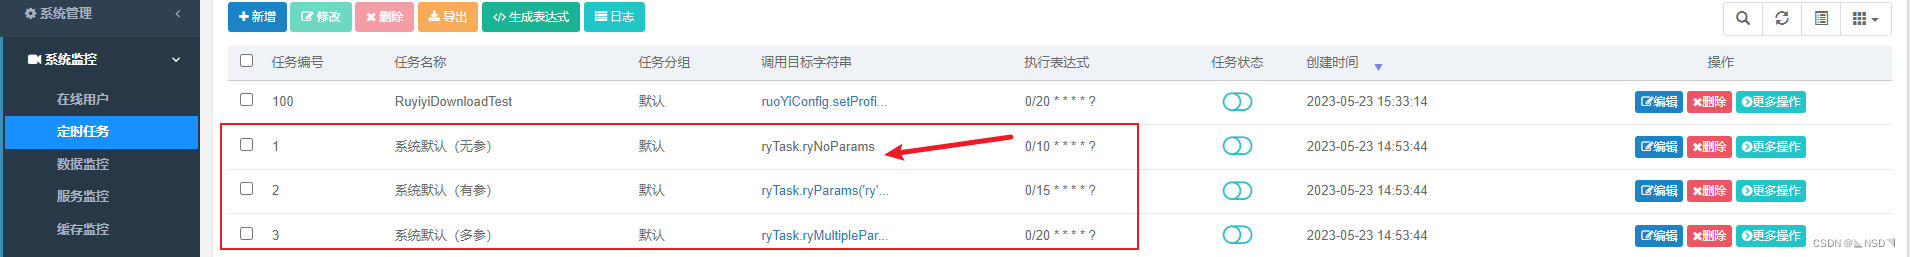 系统管理
新增 修改 删除 导出 生成表达式 日志
系统监控
在线用户
定时任务
数据监控
服务监控
缓存监控
任务编号 任务名称 任务分组 调用目标字符串 执行表达式 任务状态 创建时间 操作
100 RuyiyiDownloadTest 默认 ruoYiConfig.setProfi... 0/20 * * * * ? 2023-05-23 15:33:14 编辑 删除 更多操作
1 系统默认（无参） 默认 ryTask.ryNoParams 0/10 * * * * ? 2023-05-23 14:53:44 编辑 删除 更多操作
2 系统默认（有参） 默认 ryTask.ryParams('ry'... 0/15 * * * * ? 2023-05-23 14:53:44 编辑 删除 更多操作
3 系统默认（多参） 默认 ryTask.ryMultiplePar... 0/20 * * * * ? 2023-05-23 14:53:44 编辑 删除 更多操作
CSDN @◣NSD◥